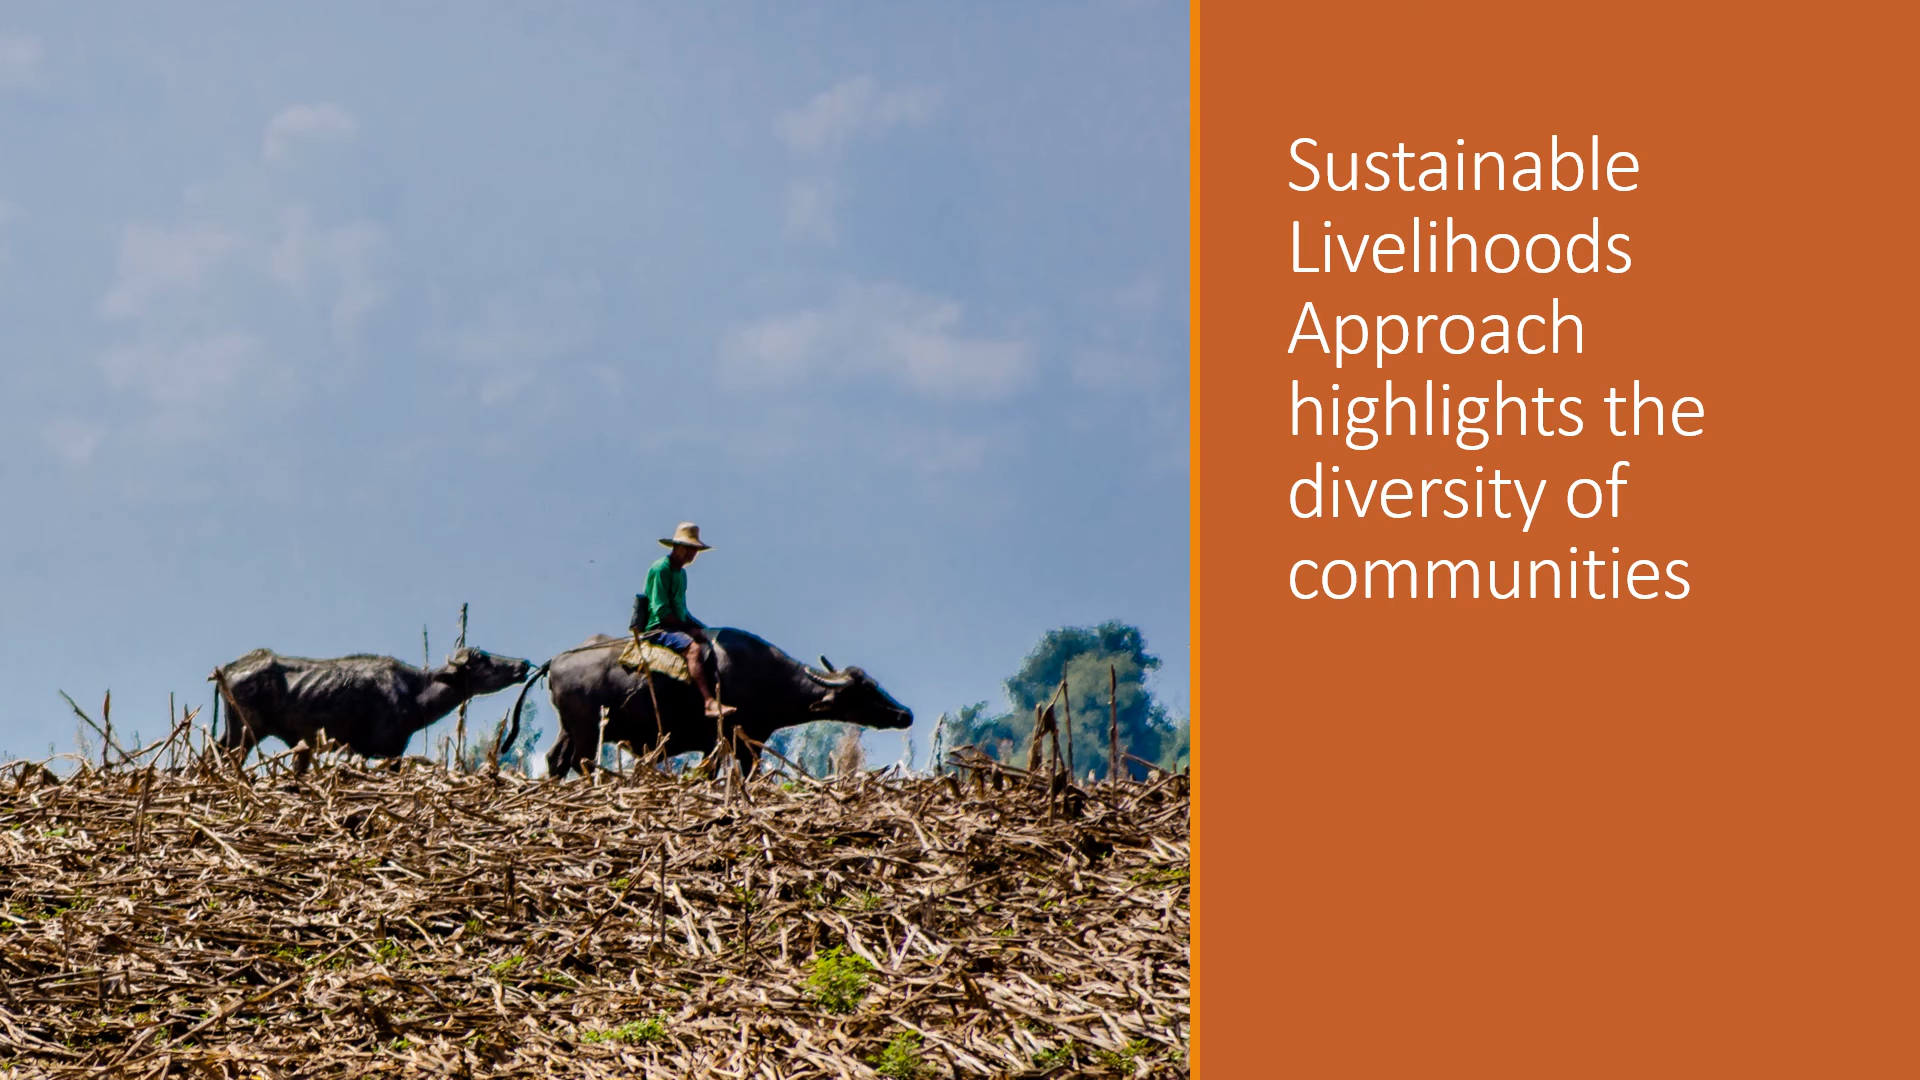 Sustainable
Livelihoods
Approach
highlights the
diversity of
communities